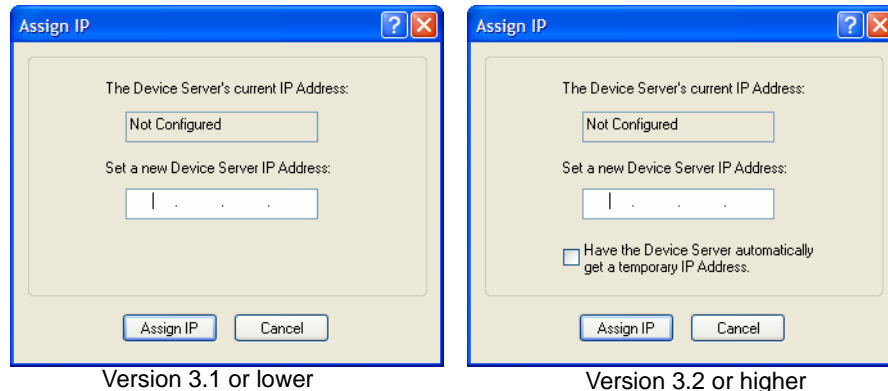 Assign IP
The Device Server's current IP Address:
Not Configured
Set a new Device Server IP Address:
. . .
Assign IP
Cancel
Version 3.1 or lower
Assign IP
The Device Server's current IP Address:
Not Configured
Set a new Device Server IP Address:
. . .
Have the Device Server automatically
get a temporary IP Address.
Assign IP
Cancel
Version 3.2 or higher